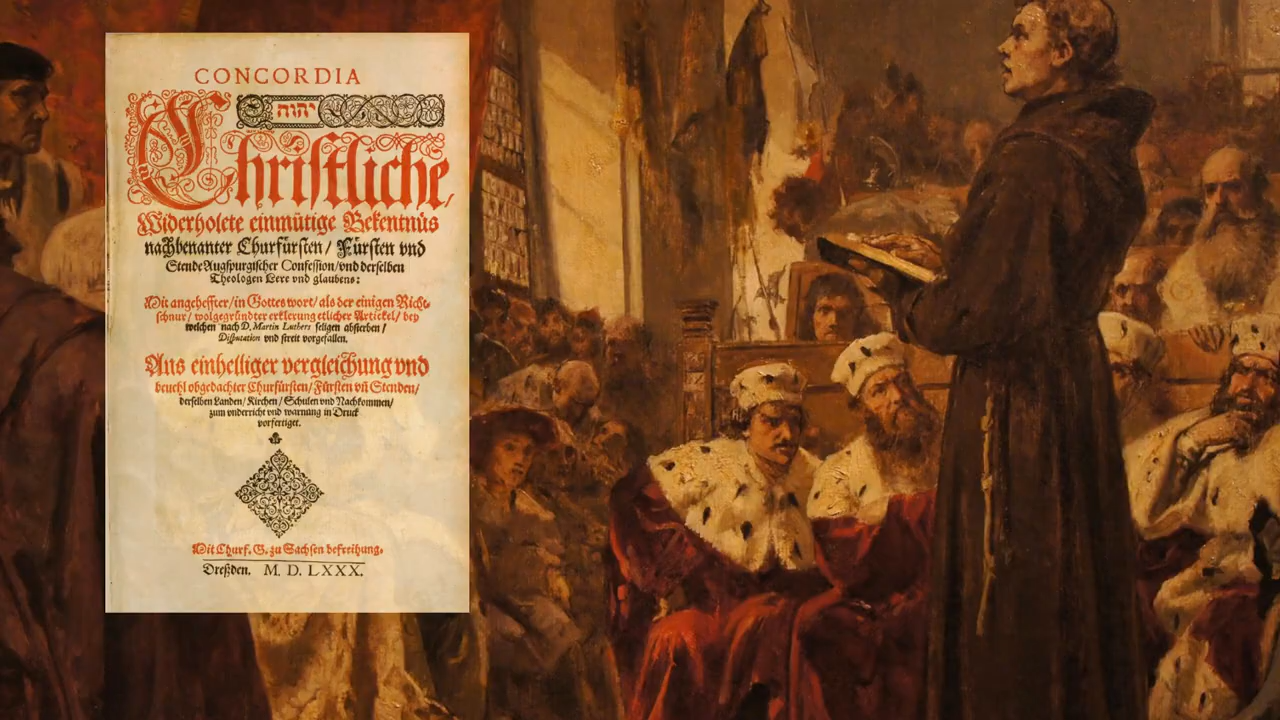 CONCORDIA
יהוה
Chriſtliche,
Widerholete einmütige Bekentnüs
nachbenanter Churfürſten / Fürſten vnd
Stende Augſpurgiſcher Confeſſion / vnd derſelben
Theologen Lere vnd glaubens:
Mit angeheffter / in Gottes wort / als der einigen Richt⸗
ſchnur / wolgegründter erklerung etlicher Artickel / bey
welchen nach D. Martin Luthers ſeligen abſterben /
Diſputation vnd ſtreit vorgefallen.
Aus einhelliger vergleichung vnd
beuehl obgedachter Churfürſten / Fürſten vñ Stenden /
derſelben Landen / Kirchen / Schulen vnd Nachkommen /
zum vnderricht vnd warnung in Druck
vorfertiget.
Mit Churf. G. zu Sachſen befreihung.
Dreßden. M. D. LXXX.